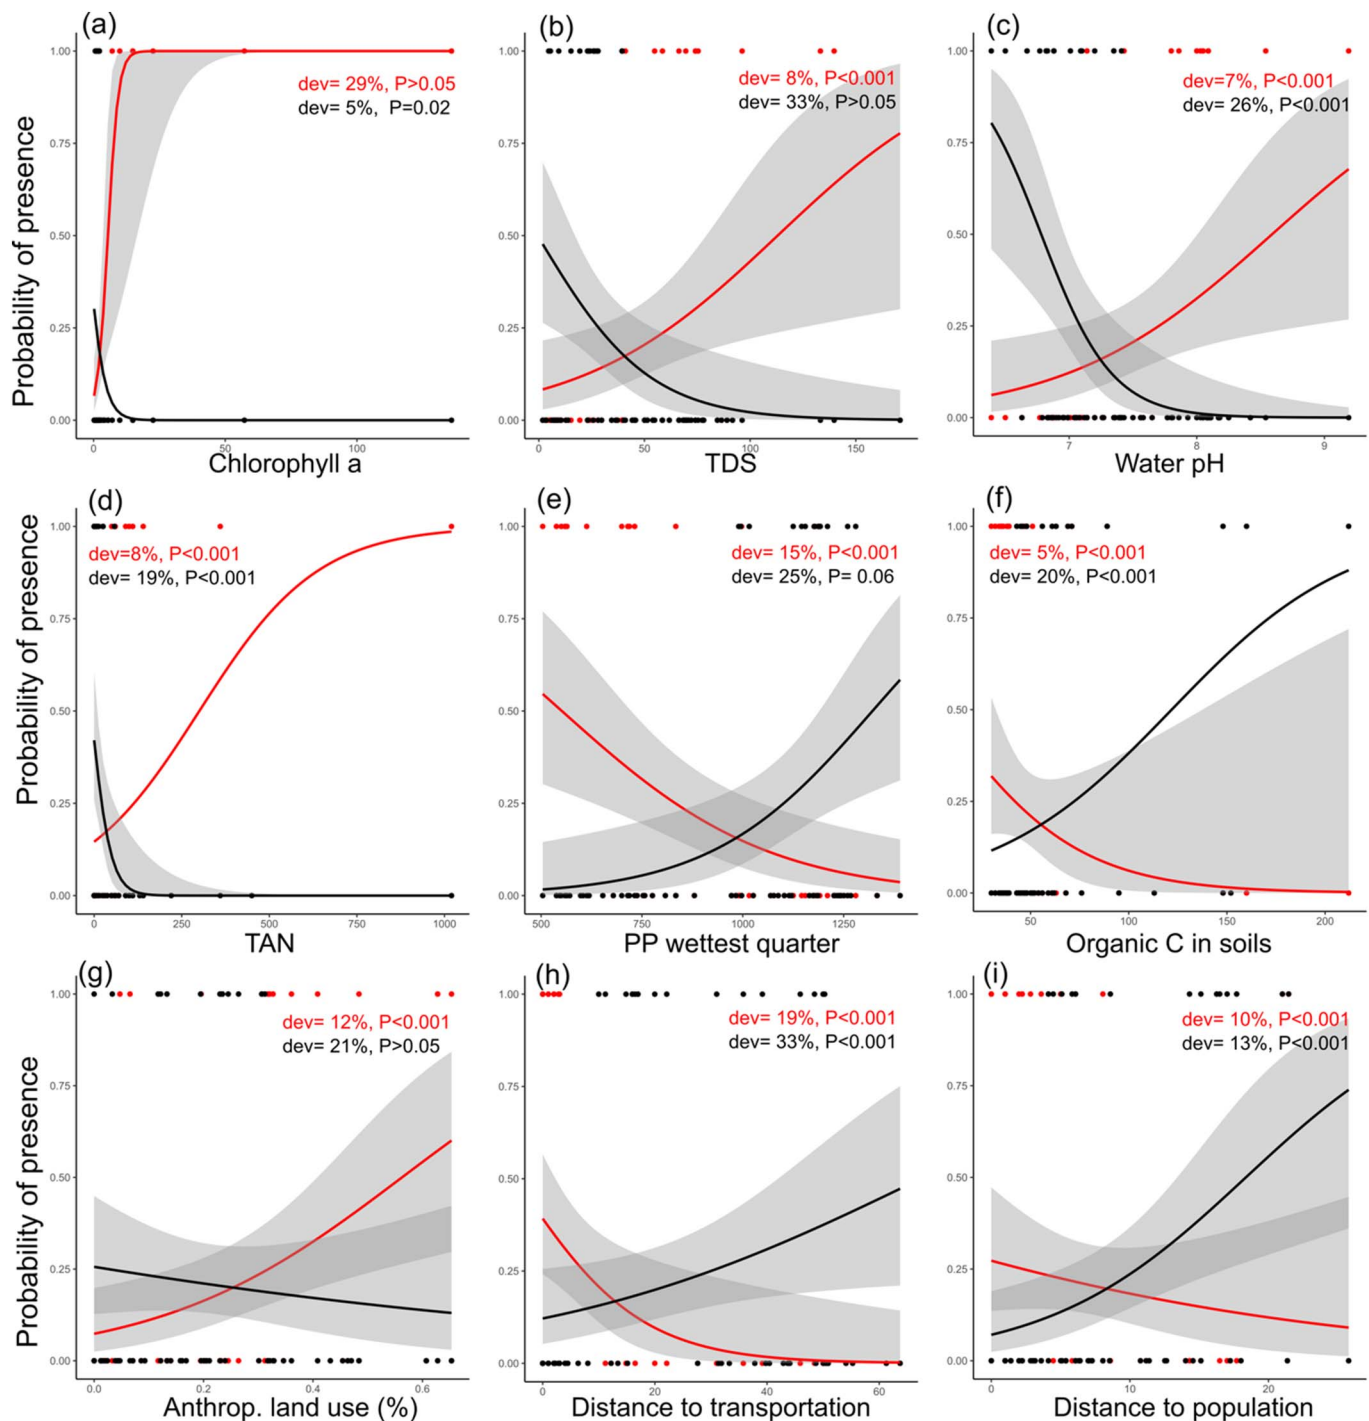 (a)
1.00
0.75
0.50
0.25
0.00
Probability of presence
dev= 29%, P>0.05
dev= 5%, P=0.02
0
50
100
Chlorophyll a
(b)
1.00
0.75
0.50
0.25
0.00
dev= 8%, P<0.001
dev= 33%, P>0.05
0
50
100
150
TDS
(c)
1.00
0.75
0.50
0.25
0.00
dev=7%, P<0.001
dev= 26%, P<0.001
7
8
9
Water pH
(d)
1.00
0.75
0.50
0.25
0.00
Probability of presence
dev=8%, P<0.001
dev= 19%, P<0.001
0
250
500
750
1000
TAN
(e)
1.00
0.75
0.50
0.25
0.00
dev= 15%, P<0.001
dev= 25%, P= 0.06
500
750
1000
1250
PP wettest quarter
(f)
1.00
0.75
0.50
0.25
0.00
dev= 5%, P<0.001
dev= 20%, P<0.001
50
100
150
200
Organic C in soils
(g)
1.00
0.75
0.50
0.25
0.00
Probability of presence
dev= 12%, P<0.001
dev= 21%, P>0.05
0.0
0.2
0.4
0.6
Anthrop. land use (%)
(h)
1.00
0.75
0.50
0.25
0.00
dev= 19%, P<0.001
dev= 33%, P<0.001
0
20
40
60
Distance to transportation
(i)
1.00
0.75
0.50
0.25
0.00
dev= 10%, P<0.001
dev= 13%, P<0.001
0
10
20
Distance to population